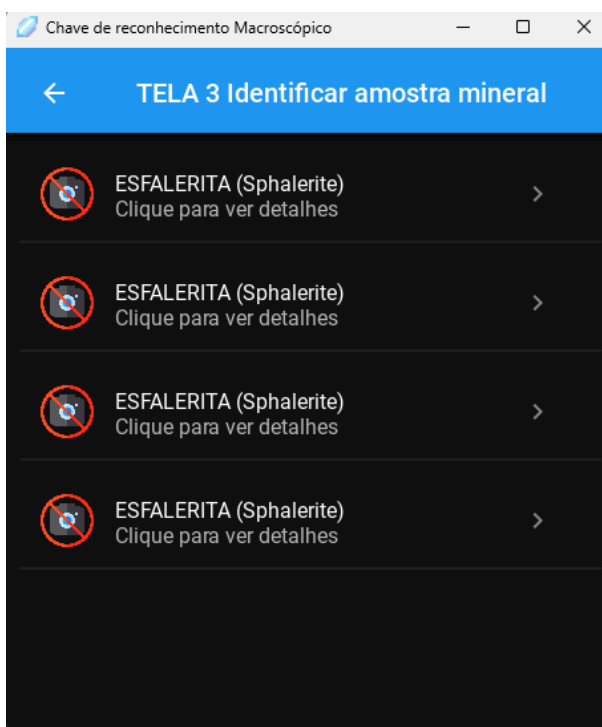 Chave de reconhecimento Macroscópico
TELA 3 Identificar amostra mineral
ESFALERITA (Sphalerite)
Clique para ver detalhes
ESFALERITA (Sphalerite)
Clique para ver detalhes
ESFALERITA (Sphalerite)
Clique para ver detalhes
ESFALERITA (Sphalerite)
Clique para ver detalhes